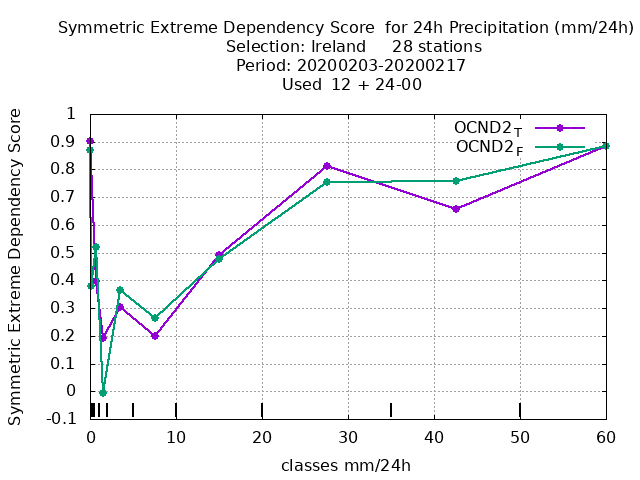 Symmetric Extreme Dependency Score  for 24h Precipitation (mm/24h)
Selection: Ireland     28 stations
Period: 20200203-20200217
Used  12 + 24-00
Symmetric Extreme Dependency Score
1
0.9
0.8
0.7
0.6
0.5
0.4
0.3
0.2
0.1
0
-0.1
OCND2T
OCND2F
0 10 20 30 40 50 60
classes mm/24h